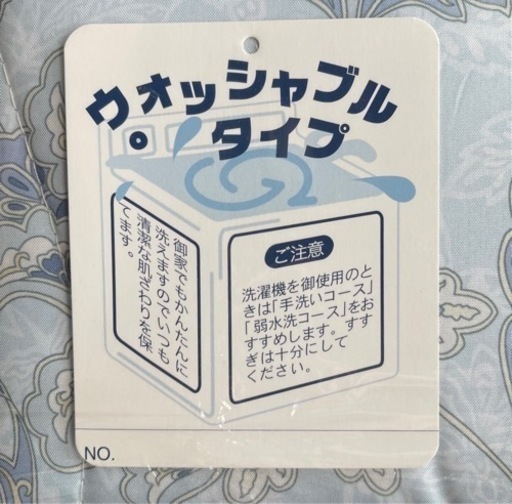 ウォッシャブル
タイプ
御家でもかんたんに
洗えますのでいつも
清潔な肌ざわりを保
てます。
ご注意
洗濯機を御使用のと
きは「手洗いコース」
「弱水洗コース」をお
すすめします。すす
ぎは十分にして
ください。
NO.